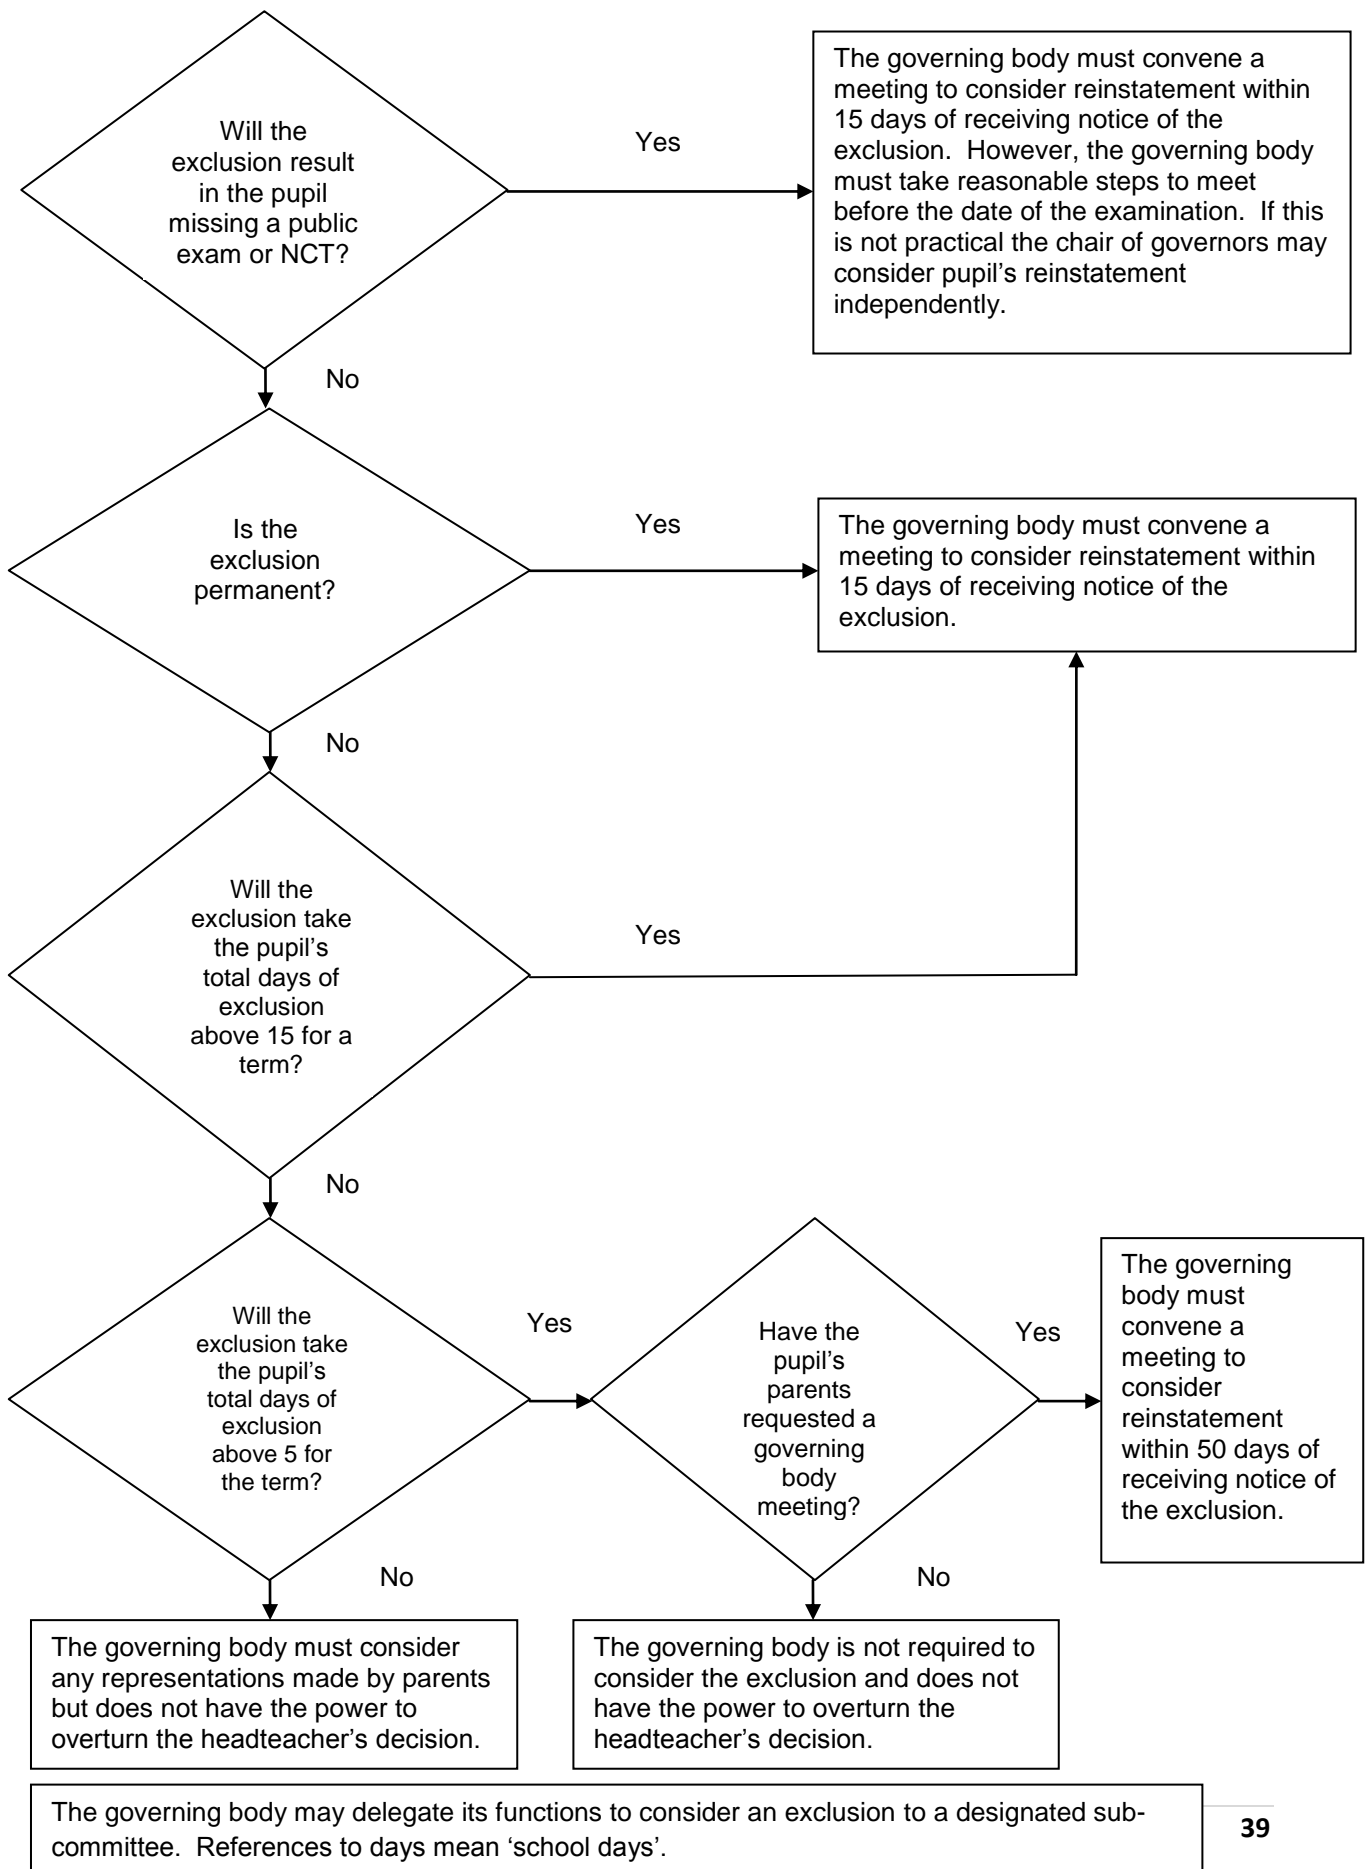 Will the
exclusion result
in the pupil
missing a public
exam or NCT?
Yes
The governing body must convene a
meeting to consider reinstatement within
15 days of receiving notice of the
exclusion.  However, the governing body
must take reasonable steps to meet
before the date of the examination.  If this
is not practical the chair of governors may
consider pupil’s reinstatement
independently.
No
Is the
exclusion
permanent?
Yes
The governing body must convene a
meeting to consider reinstatement within
15 days of receiving notice of the
exclusion.
No
Will the
exclusion take
the pupil’s
total days of
exclusion
above 15 for a
term?
Yes
No
Will the
exclusion take
the pupil’s
total days of
exclusion
above 5 for
the term?
Yes
Have the
pupil’s
parents
requested a
governing
body
meeting?
Yes
The governing
body must
convene a
meeting to
consider
reinstatement
within 50 days of
receiving notice of
the exclusion.
No
No
The governing body must consider
any representations made by parents
but does not have the power to
overturn the headteacher’s decision.
The governing body is not required to
consider the exclusion and does not
have the power to overturn the
headteacher’s decision.
The governing body may delegate its functions to consider an exclusion to a designated sub-
committee.  References to days mean ‘school days’.
39